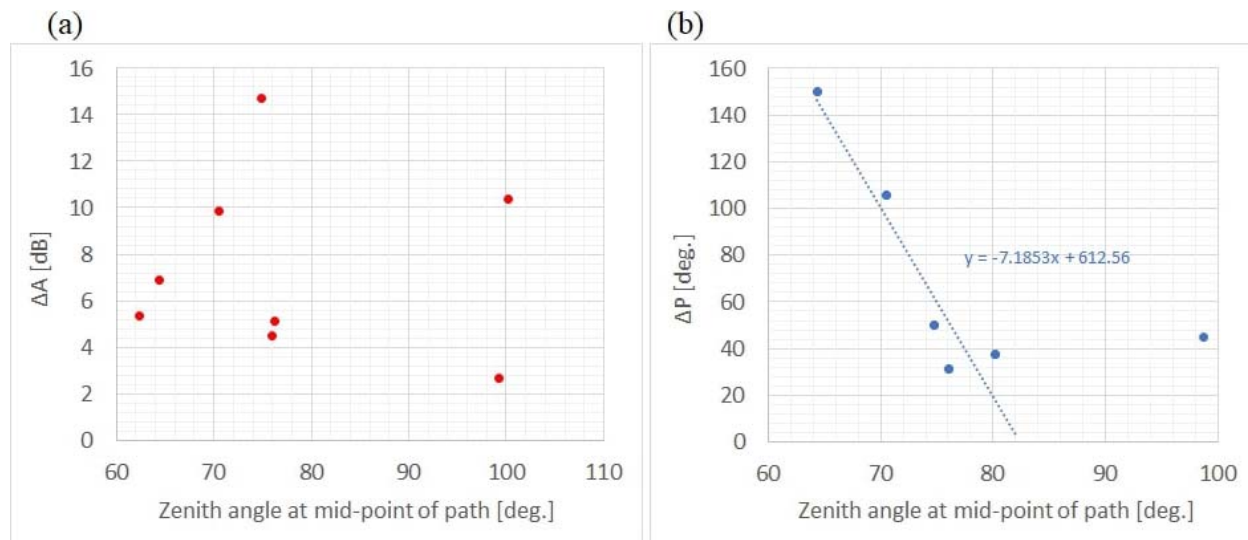 (a)
16
14
12
10
8
6
4
2
0
ΔA [dB]
60 70 80 90 100 110
Zenith angle at mid-point of path [deg.]
(b)
160
140
120
100
80
60
40
20
0
ΔP [deg.]
y = -7.1853x + 612.56
60 70 80 90 100
Zenith angle at mid-point of path [deg.]